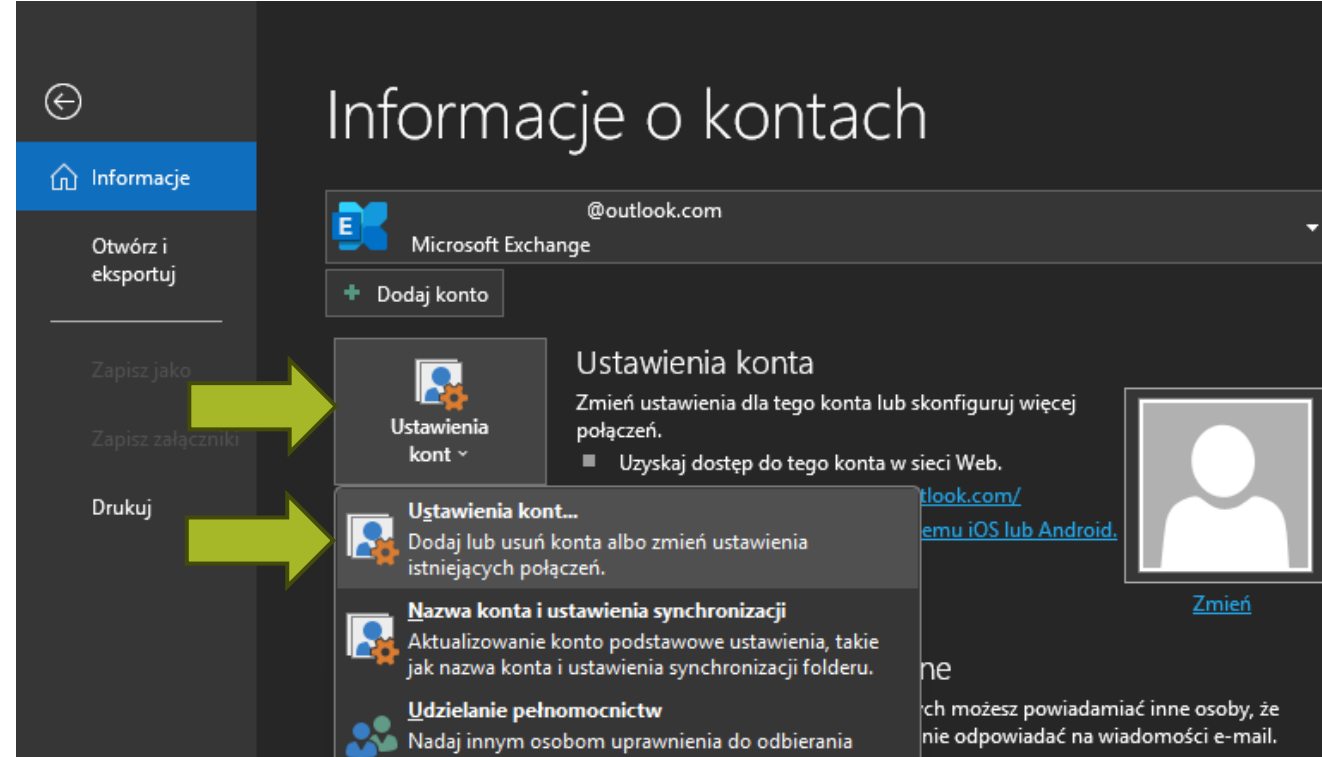 Informacje o kontach
Informacje
Otwórz i
eksportuj
Zapisz jako
Zapisz załączniki
Drukuj
E
@outlook.com
Microsoft Exchange
Dodaj konto
Ustawienia
kont
Ustawienia konta
Zmień ustawienia dla tego konta lub skonfiguruj więcej
połączeń.
Uzyskaj dostęp do tego konta w sieci Web.
tlook.com/
emu iOS lub Android.
Zmień
Ustawienia kont...
Dodaj lub usuń konta albo zmień ustawienia
istniejących połączeń.
Nazwa konta i ustawienia synchronizacji
Aktualizowanie konto podstawowe ustawienia, takie
jak nazwa konta i ustawienia synchronizacji folderu.
Udzielanie pełnomocnictw
Nadaj innym osobom uprawnienia do odbierania
ne
ch możesz powiadamiać inne osoby, że
nie odpowiadać na wiadomości e-mail.